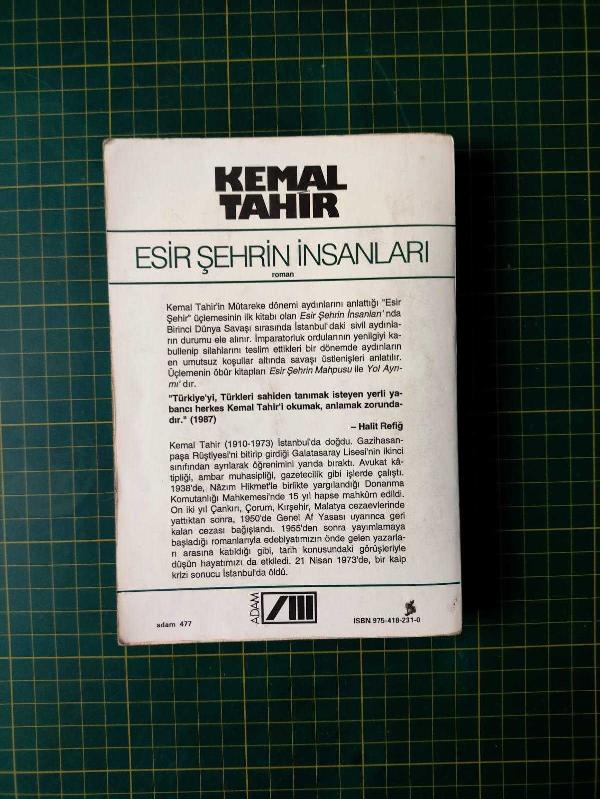 KEMAL
TAHİR
ESİR ŞEHRİN İNSANLARI
roman
Kemal Tahir'in Mütareke dönemi aydınlarını anlattığı "Esir
Şehir" üçlemesinin ilk kitabı olan Esir Şehrin İnsanları'nda
Birinci Dünya Savaşı sırasında İstanbul'daki sivil aydınla-
rın durumu ele alınır. İmparatorluk ordularının yenilgiyi ka-
bullenip silahlarını teslim ettikleri bir dönemde aydınların
en umutsuz koşullar altında savaşı üstlenişleri anlatılır.
Üçlemenin öbür kitapları Esir Şehrin Mahpusu ile Yol Ayrı-
mı'dır.
"Türkiye'yi, Türkleri sahiden tanımak isteyen yerli ya-
bancı herkes Kemal Tahir'i okumak, anlamak zorunda-
dır." (1987)
– Halit Refiğ
Kemal Tahir (1910-1973) İstanbul'da doğdu. Gazihasan-
paşa Rüştiyesi'ni bitirip girdiği Galatasaray Lisesi'nin ikinci
sınıfından ayrılarak öğrenimini yarıda bıraktı. Avukat kâ-
tipliği, ambar muhasipliği, gazetecilik gibi işlerde çalıştı.
1938'de, Nâzım Hikmet'le birlikte yargılandığı Donanma
Komutanlığı Mahkemesi'nde 15 yıl hapse mahkûm edildi.
On iki yıl Çankırı, Çorum, Kırşehir, Malatya cezaevlerinde
yattıktan sonra, 1950'de Genel Af Yasası uyarınca geri
kalan cezası bağışlandı. 1955'den sonra yayımlamaya
başladığı romanlarıyla edebiyatımızın önde gelen yazarla-
rı arasına katıldığı gibi, tarih konusundaki görüşleriyle
düşün hayatımızı da etkiledi. 21 Nisan 1973'de, bir kalp
krizi sonucu İstanbul'da öldü.
adam 477
ADAM
ISBN 975-418-231-0